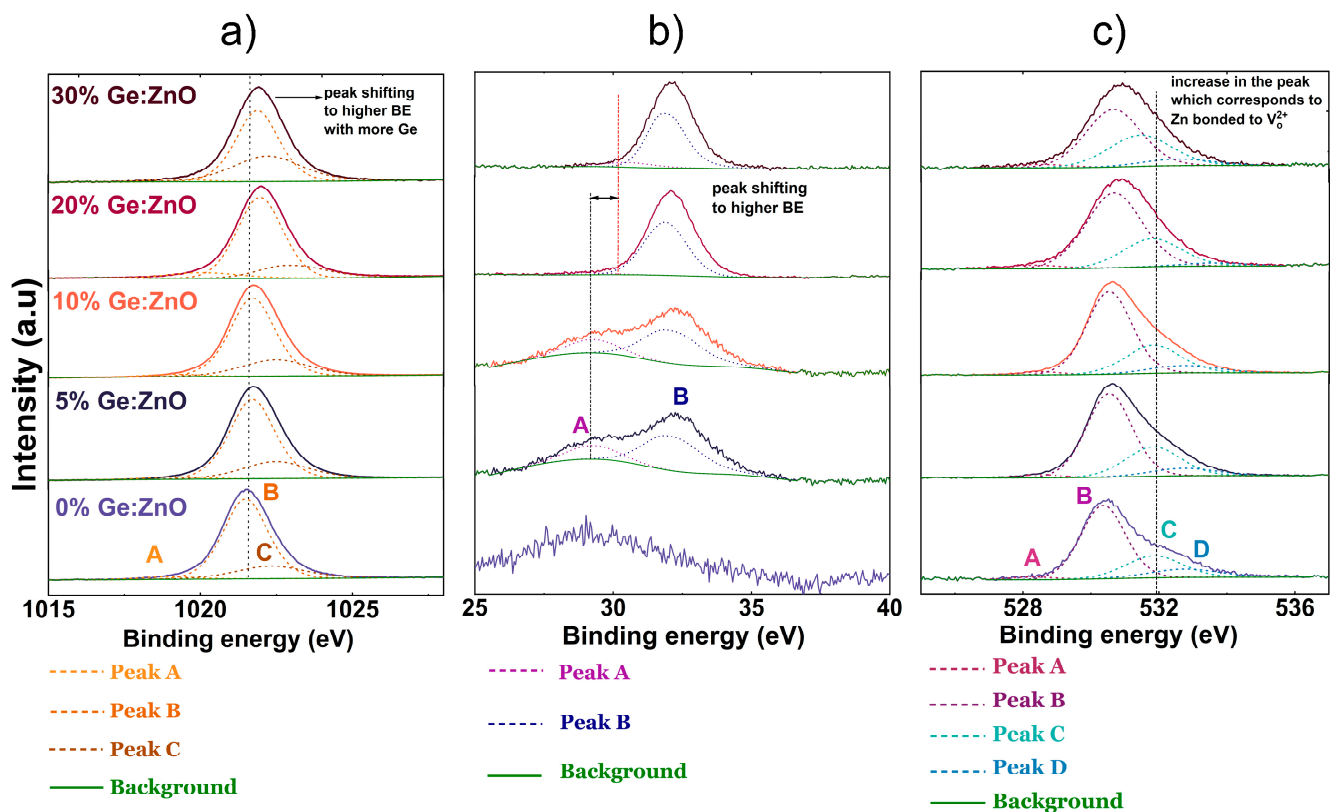 a)
b)
c)
Intensity (a.u)
30% Ge:ZnO
peak shifting
to higher BE
with more Ge
20% Ge:ZnO
10% Ge:ZnO
5% Ge:ZnO
0% Ge:ZnO
A
B
C
1015
1020
1025
Binding energy (eV)
peak shifting
to higher BE
A
B
25
30
35
40
Binding energy (eV)
increase in the peak
which corresponds to
Zn bonded to V₀²⁺
A
B
C
D
528
532
536
Binding energy (eV)
Peak A
Peak B
Peak C
Background
Peak A
Peak B
Background
Peak A
Peak B
Peak C
Peak D
Background